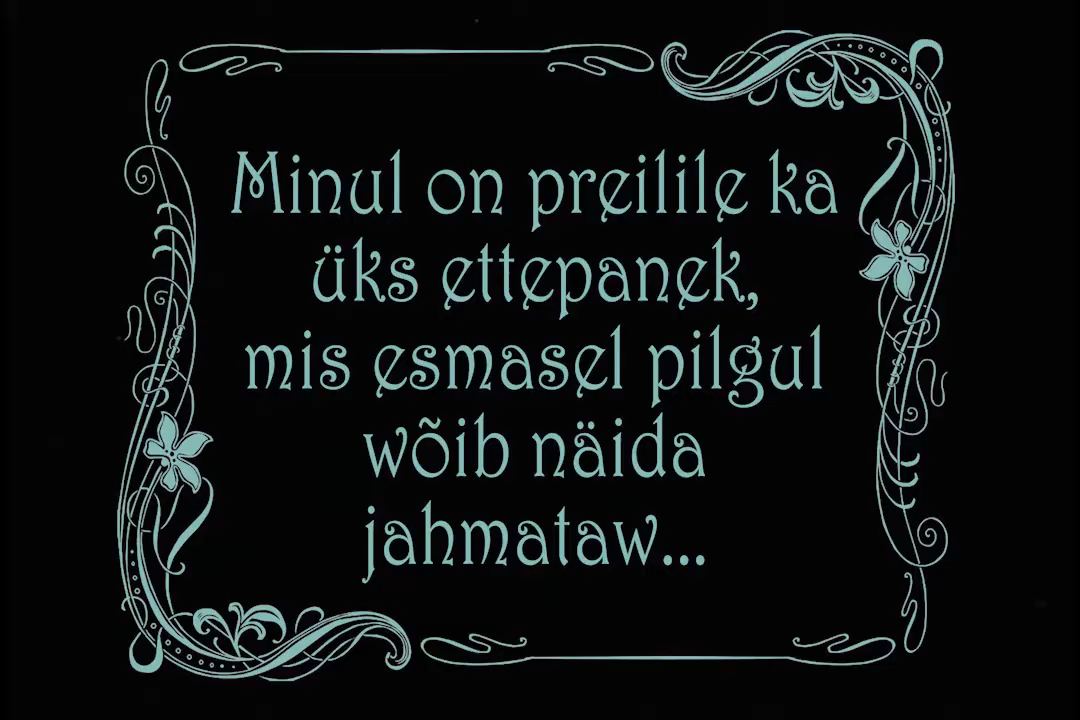 Minul on preilile ka
üks ettepanek,
mis esmasel pilgul
wõib näida
jahmataw...